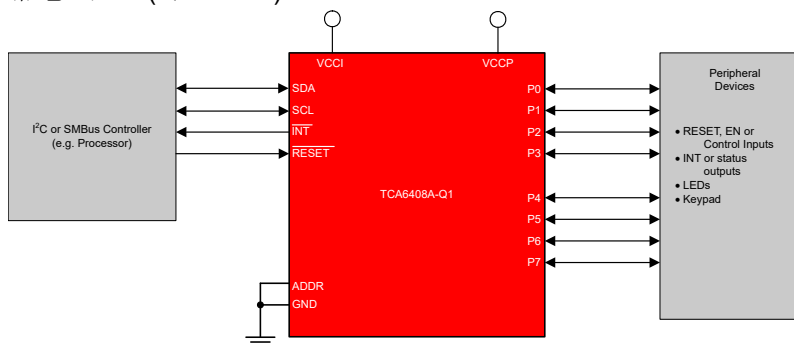 VCCI
VCCP
SDA
SCL
INT
RESET
P0
P1
P2
P3
P4
P5
P6
P7
TCA6408A-Q1
ADDR
GND
I²C or SMBus Controller
(e.g. Processor)
Peripheral
Devices
• RESET, EN or
Control Inputs
• INT or status
outputs
• LEDs
• Keypad